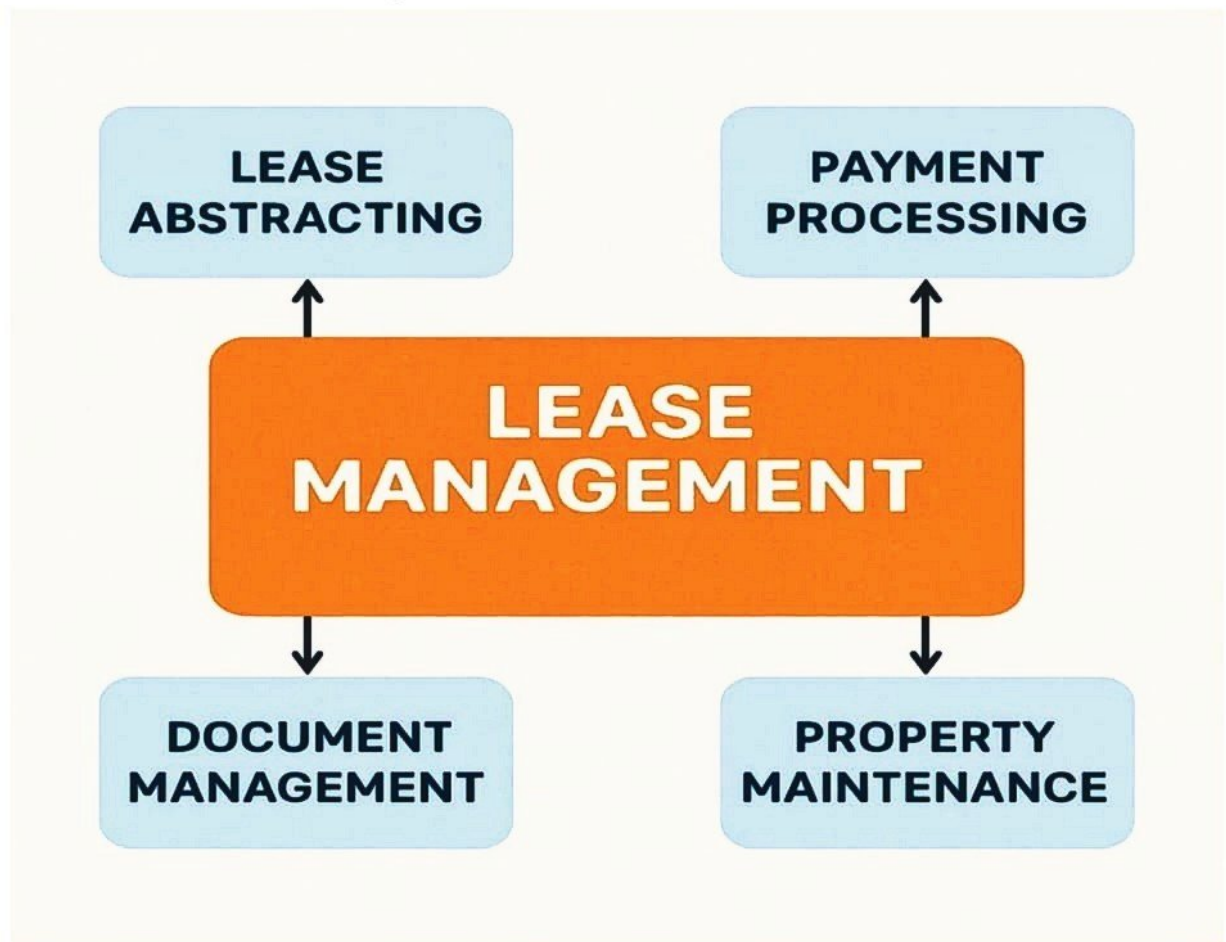 LEASE
ABSTRACTING
PAYMENT
PROCESSING
LEASE
MANAGEMENT
DOCUMENT
MANAGEMENT
PROPERTY
MAINTENANCE